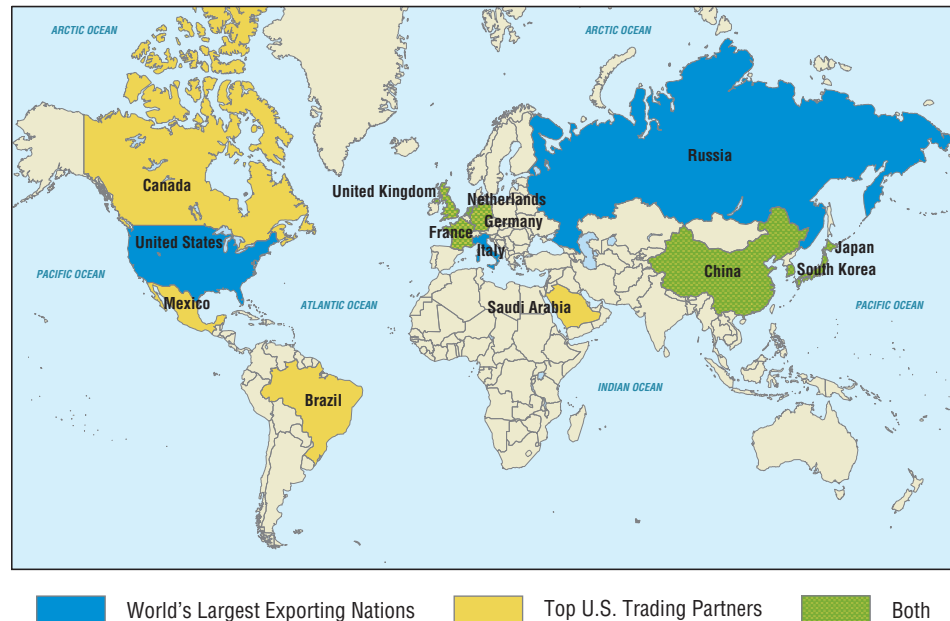 ARCTIC OCEAN
ARCTIC OCEAN
Russia
Canada
United Kingdom
Netherlands
Germany
France
United States
Italy
Japan
China
South Korea
PACIFIC OCEAN
Mexico
ATLANTIC OCEAN
Saudi Arabia
PACIFIC OCEAN
INDIAN OCEAN
Brazil
World's Largest Exporting Nations
Top U.S. Trading Partners
Both